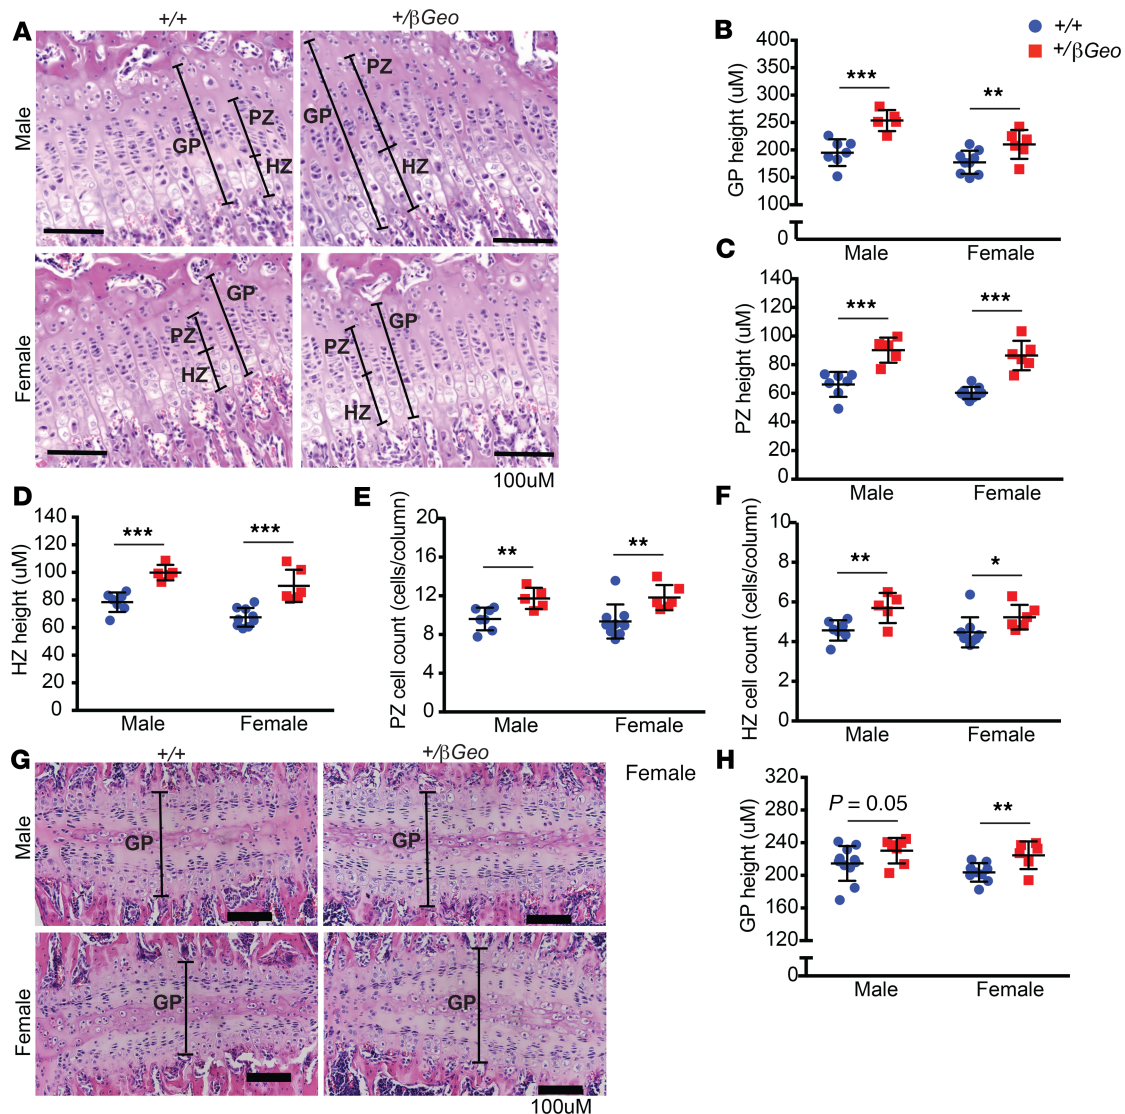 A
+/+
+/βGeo
Male
GP
PZ
HZ
GP
PZ
HZ
Female
GP
PZ
HZ
GP
PZ
HZ
100uM
B
+/+
+/βGeo
GP height (uM)
400
350
300
250
200
150
100
0
***
**
Male
Female
C
PZ height (uM)
140
120
100
80
60
40
20
0
***
***
Male
Female
D
HZ height (uM)
140
120
100
80
60
40
20
0
***
***
Male
Female
E
PZ cell count (cells/column)
20
16
12
8
4
0
**
**
Male
Female
F
HZ cell count (cells/column)
10
8
6
4
2
0
**
*
Male
Female
G
+/+
+/βGeo
Female
Male
GP
GP
Female
GP
GP
100uM
H
GP height (uM)
320
280
240
200
160
120
0
P = 0.05
**
Male
Female